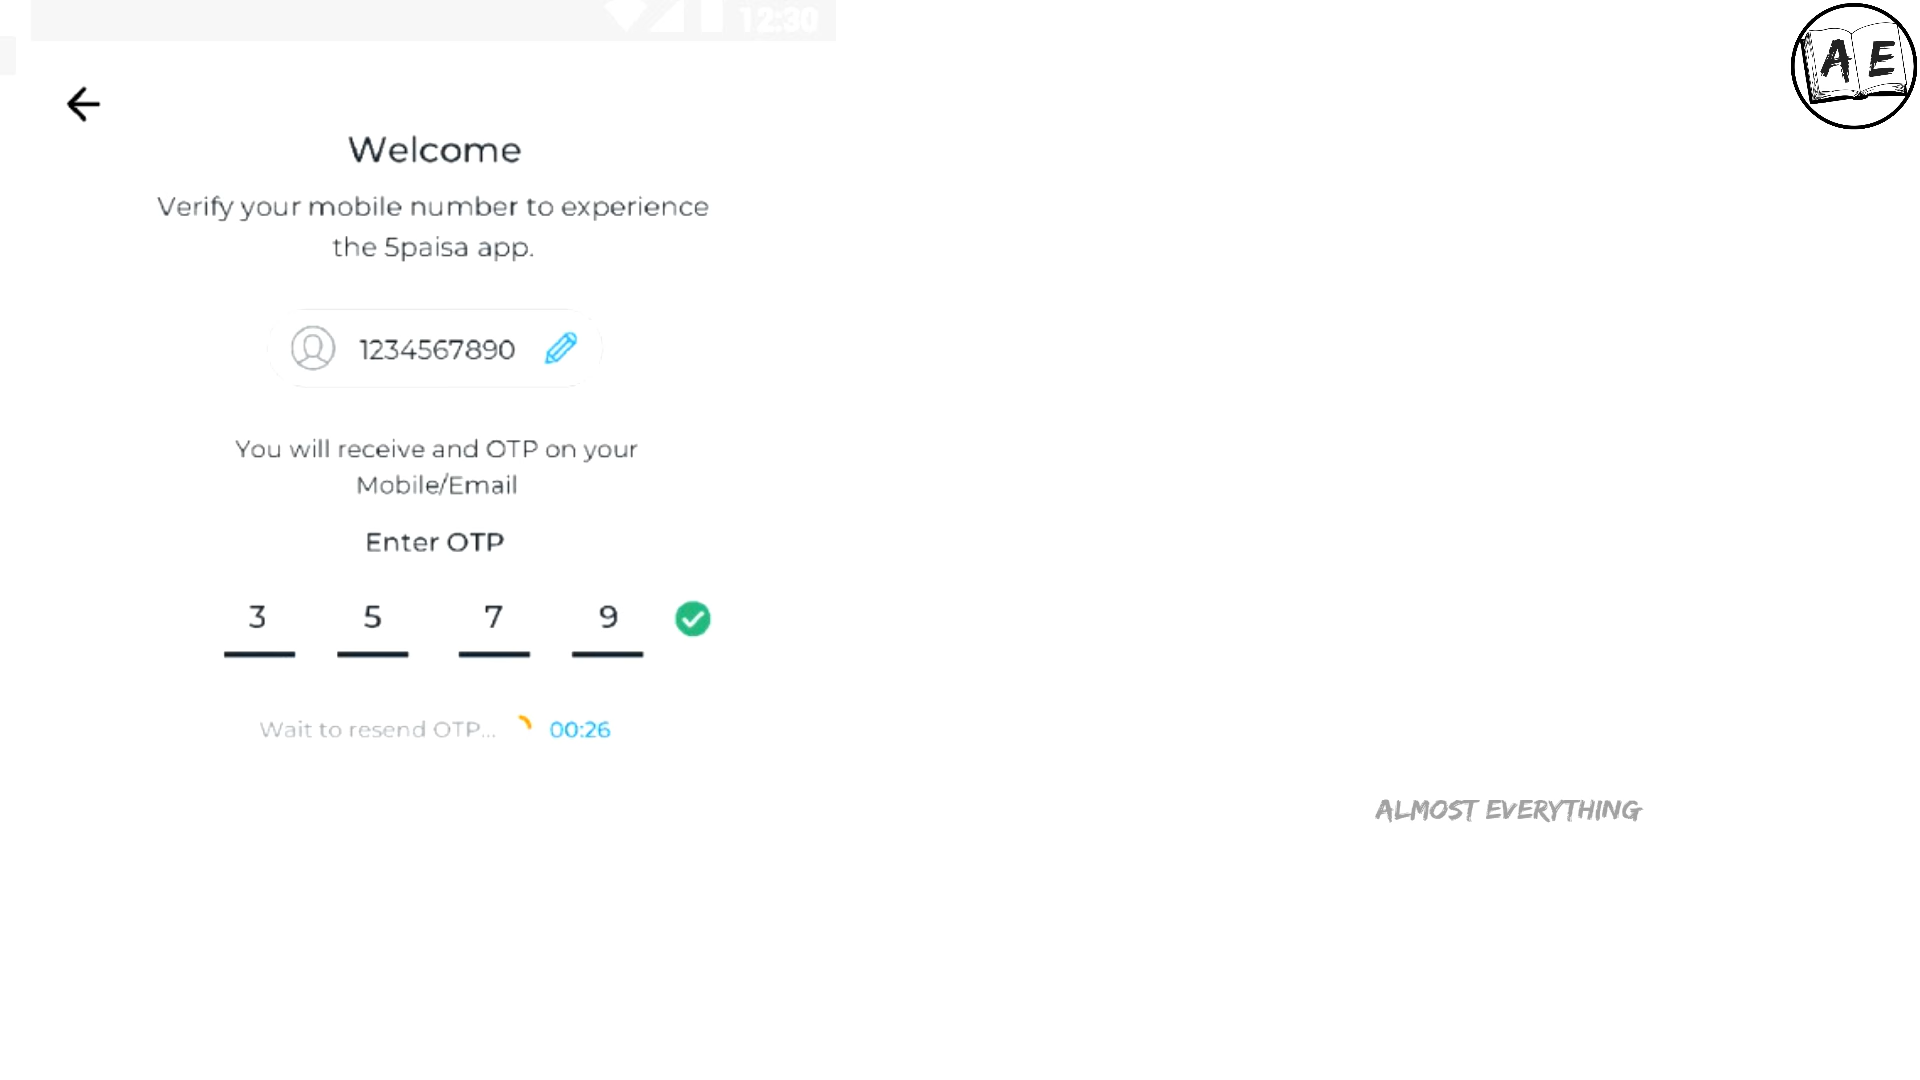 12:30
A E
Welcome
Verify your mobile number to experience
the 5paisa app.
1234567890
You will receive and OTP on your
Mobile/Email
Enter OTP
3 5 7 9
Wait to resend OTP... 00:26
ALMOST EVERYTHING